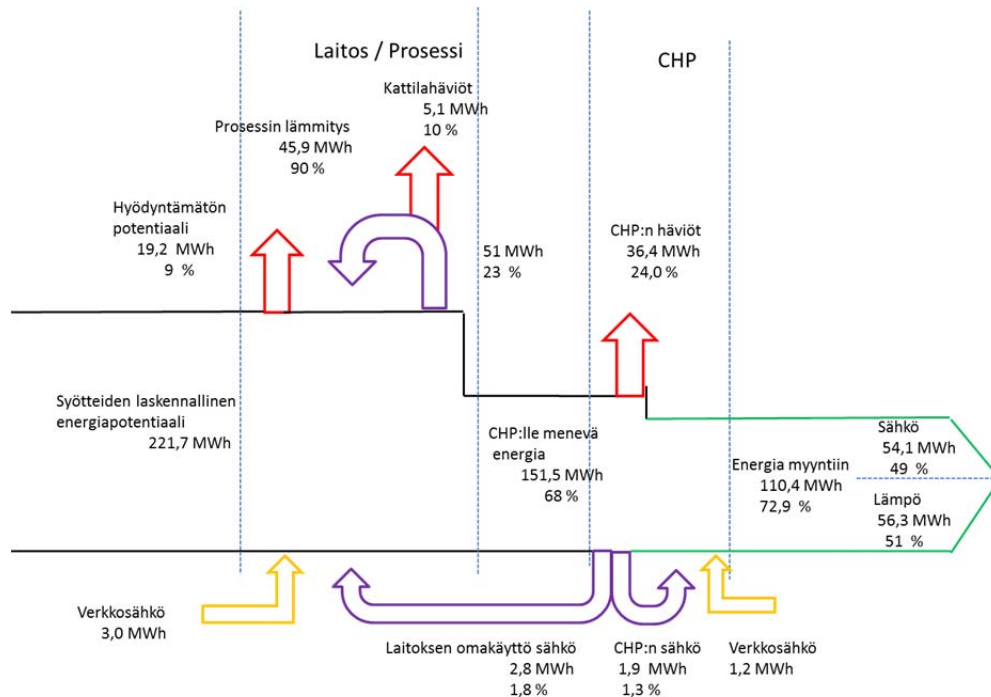 Laitos / Prosessi
CHP
Kattilahäviöt
5,1 MWh
10 %
Prosessin lämmitys
45,9 MWh
90 %
Hyödyntämätön
potentiaali
19,2 MWh
9 %
51 MWh
23 %
CHP:n häviöt
36,4 MWh
24,0 %
Syötteiden laskennallinen
energiapotentiaali
221,7 MWh
CHP:lle menevä
energia
151,5 MWh
68 %
Energia myyntiin
110,4 MWh
72,9 %
Sähkö
54,1 MWh
49 %
Lämpö
56,3 MWh
51 %
Verkkosähkö
3,0 MWh
Laitoksen omakäyttö sähkö
2,8 MWh
1,8 %
CHP:n sähkö
1,9 MWh
1,3 %
Verkkosähkö
1,2 MWh